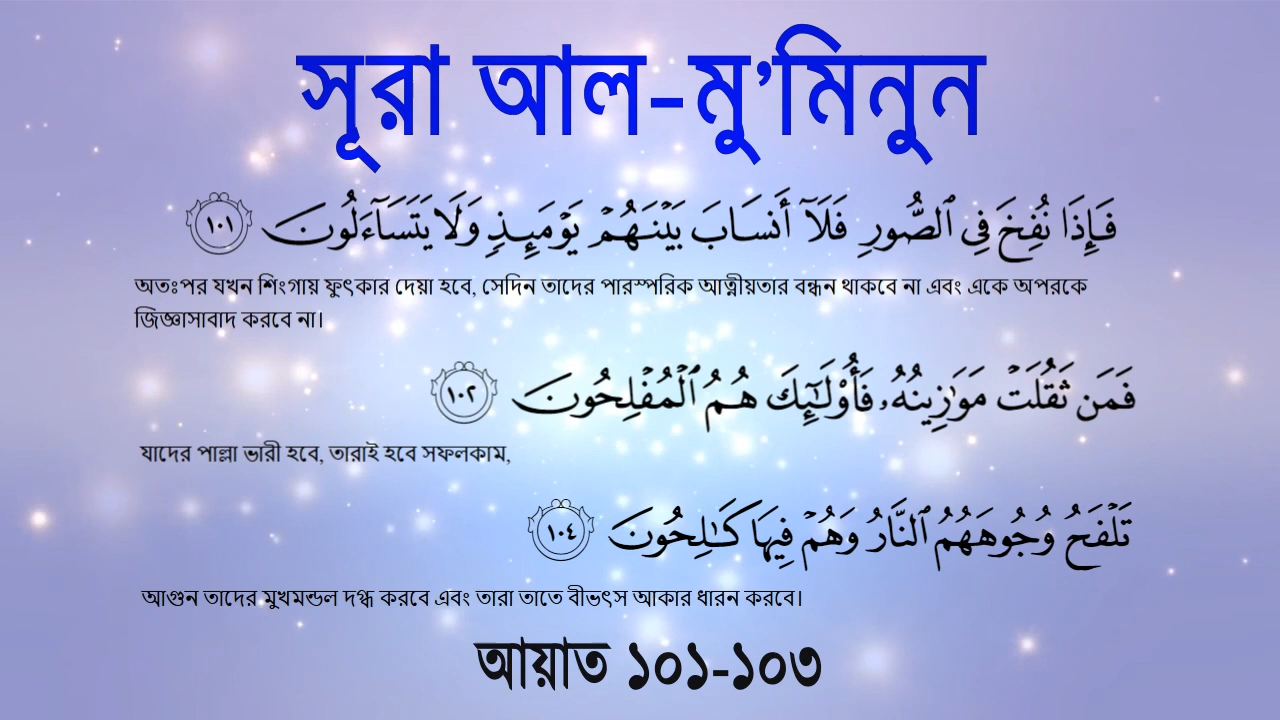 সূরা আল-মু’মিনুন
فَإِذَا نُفِخَ فِى ٱلصُّورِ فَلَآ أَنسَابَ بَيْنَهُمْ يَوْمَئِذٍ وَلَا يَتَسَآءَلُونَ ١٠١
অতঃপর যখন শিংগায় ফুৎকার দেয়া হবে, সেদিন তাদের পারস্পরিক আত্নীয়তার বন্ধন থাকবে না এবং একে অপরকে
জিজ্ঞাসাবাদ করবে না।
فَمَن ثَقُلَتْ مَوَٰزِينُهُۥ فَأُو۟لَـٰٓئِكَ هُمُ ٱلْمُفْلِحُونَ ١٠٢
যাদের পাল্লা ভারী হবে, তারাই হবে সফলকাম,
تَلْفَحُ وُجُوهَهُمُ ٱلنَّارُ وَهُمْ فِيهَا كَـٰلِحُونَ ١٠٤
আগুন তাদের মুখমন্ডল দগ্ধ করবে এবং তারা তাতে বীভৎস আকার ধারন করবে।
আয়াত ১০১-১০৩